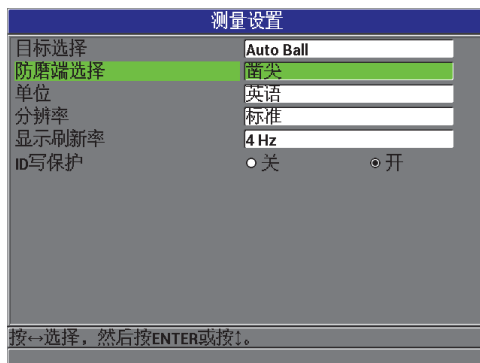 测量设置
目标选择 Auto Ball
防磨端选择 凿尖
单位 英语
分辨率 标准
显示刷新率 4 Hz
ID写保护 关 开
按↔选择，然后按ENTER或按↕。